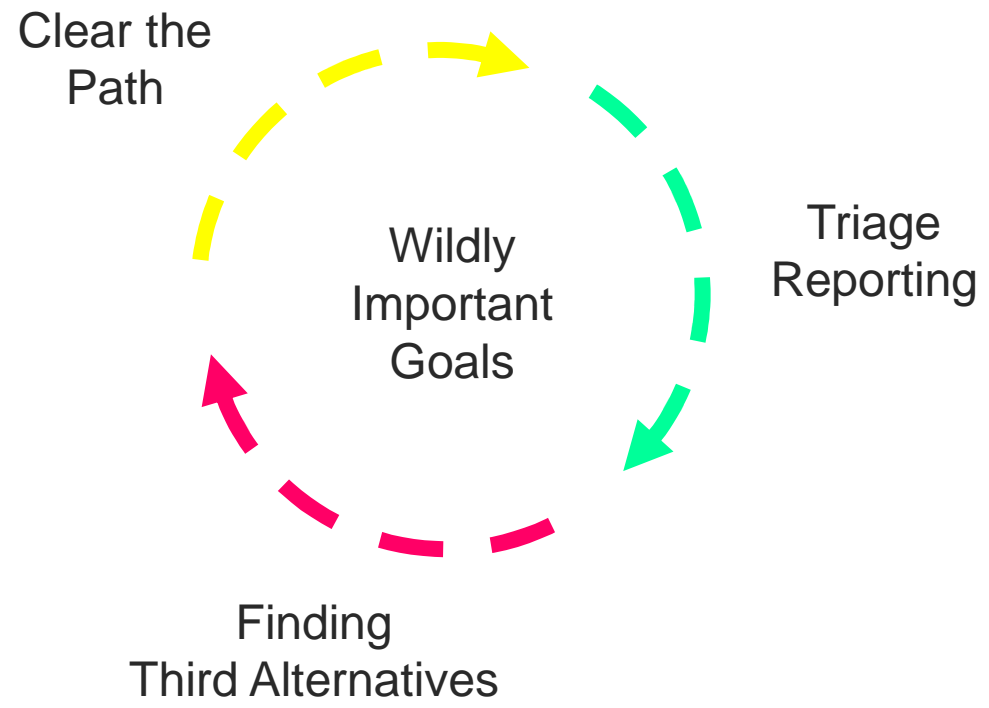 Clear the
Path
Triage
Reporting
Wildly
Important
Goals
Finding
Third Alternatives